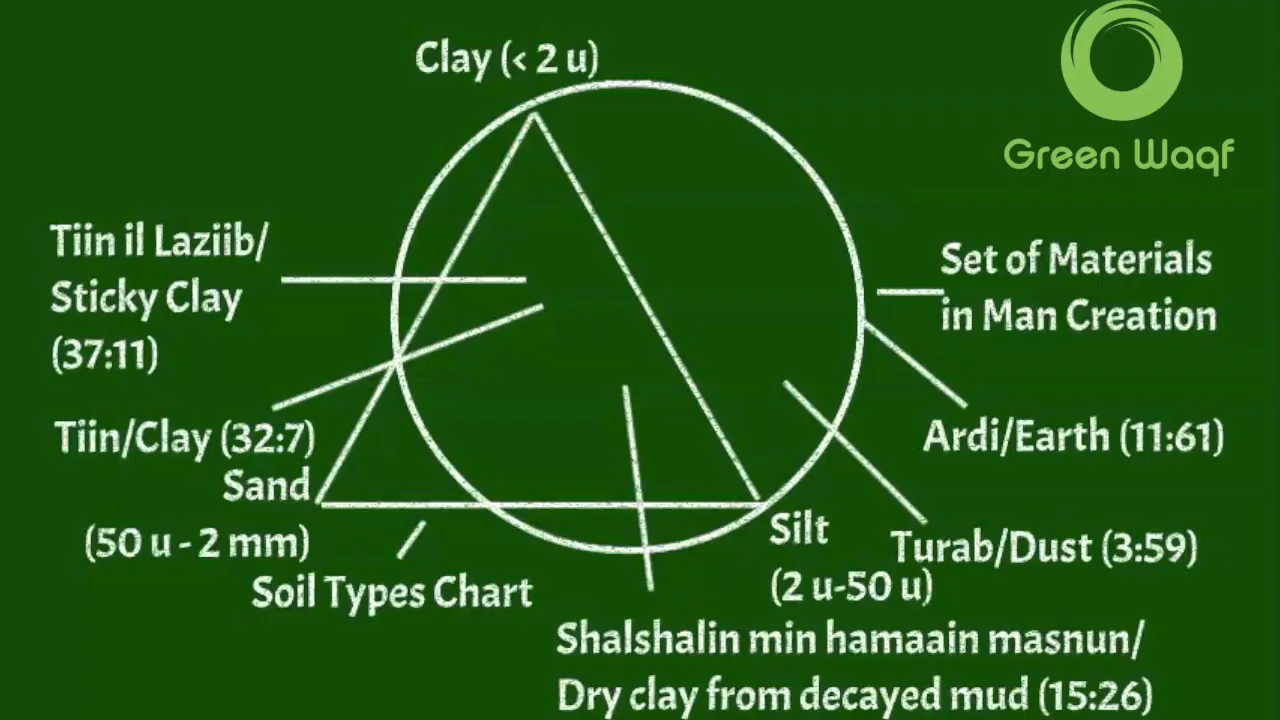 Clay (< 2 u)
Green Waqf
Tiin il Laziib/
Sticky Clay
(37:11)
Set of Materials
in Man Creation
Tiin/Clay (32:7)
Ardi/Earth (11:61)
Sand
(50 u - 2 mm)
Silt
(2 u-50 u)
Turab/Dust (3:59)
Soil Types Chart
Shalshalin min hamaain masnun/
Dry clay from decayed mud (15:26)